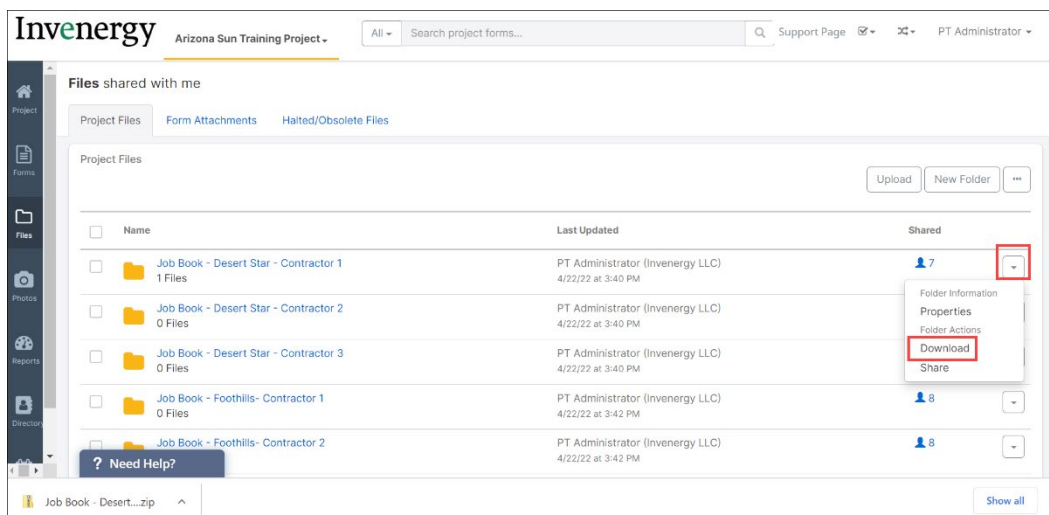 Invenergy
Arizona Sun Training Project
All
Search project forms...
Support Page
PT Administrator
Project
Forms
Files
Photos
Reports
Directory
Files shared with me
Project Files
Form Attachments
Halted/Obsolete Files
Project Files
Upload
New Folder
Name
Last Updated
Shared
Job Book - Desert Star - Contractor 1
1 Files
PT Administrator (Invenergy LLC)
4/22/22 at 3:40 PM
7
Job Book - Desert Star - Contractor 2
0 Files
PT Administrator (Invenergy LLC)
4/22/22 at 3:40 PM
Job Book - Desert Star - Contractor 3
0 Files
PT Administrator (Invenergy LLC)
4/22/22 at 3:40 PM
Folder Information
Properties
Folder Actions
Download
Share
Job Book - Foothills- Contractor 1
0 Files
PT Administrator (Invenergy LLC)
4/22/22 at 3:42 PM
8
Job Book - Foothills- Contractor 2
PT Administrator (Invenergy LLC)
4/22/22 at 3:42 PM
8
? Need Help?
Job Book - Desert....zip
Show all